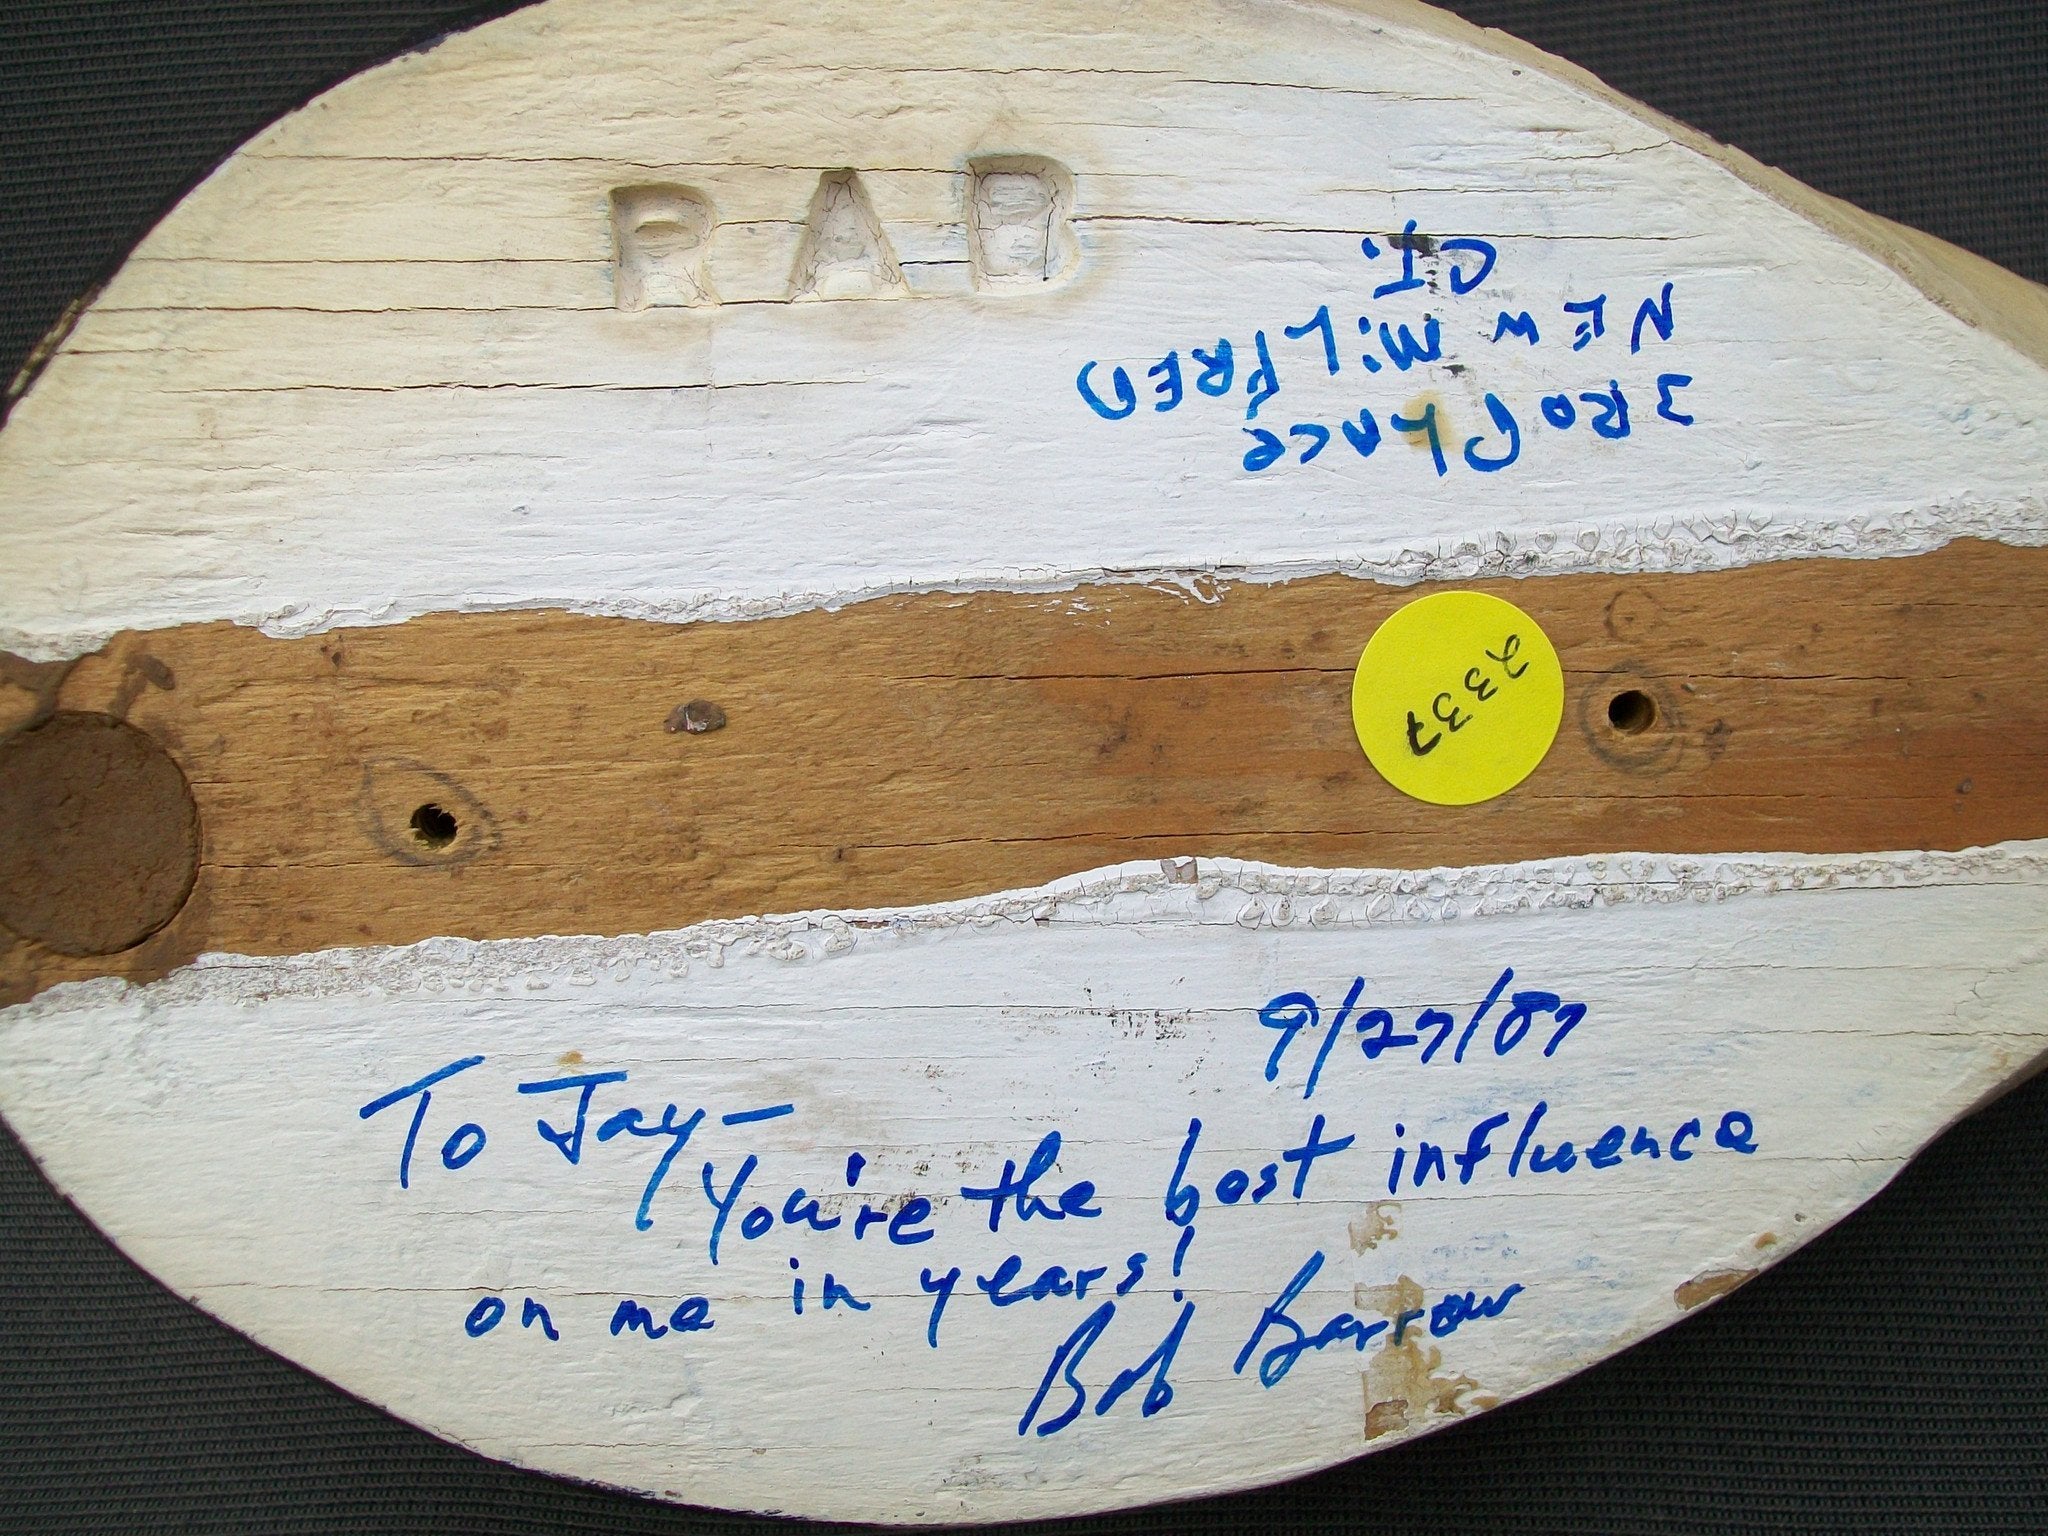 RAB
3RD PLACE
NEW MiLFRED
CT.
2337
9/27/87
To Jay—
You're the best influence
on me in years!
Bob Barrow